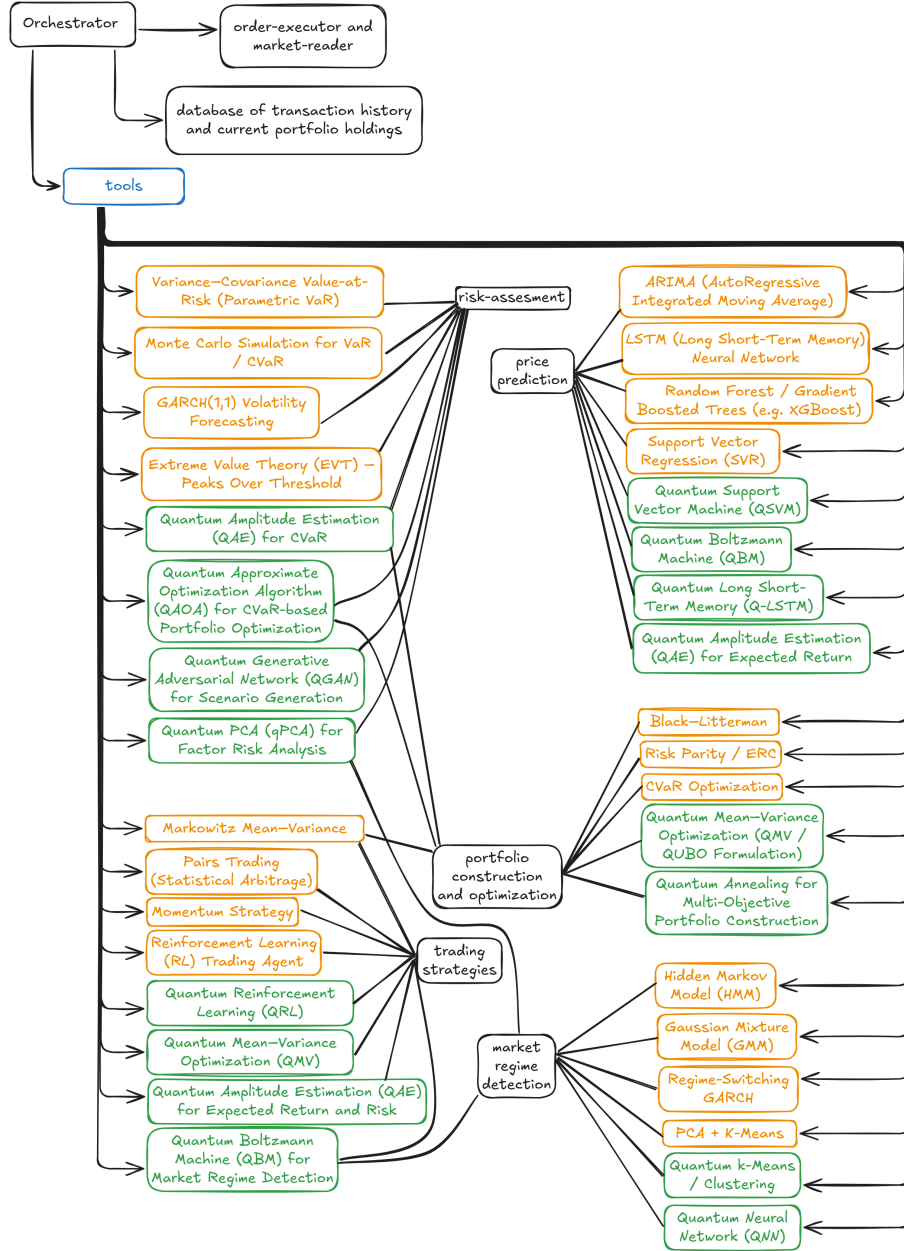 Orchestrator
order-executor and
market-reader
database of transaction history
and current portfolio holdings
tools
Variance–Covariance Value-at-
Risk (Parametric VaR)
Monte Carlo Simulation for VaR
/ CVaR
GARCH(1,1) Volatility
Forecasting
Extreme Value Theory (EVT) –
Peaks Over Threshold
Quantum Amplitude Estimation
(QAE) for CVaR
Quantum Approximate
Optimization Algorithm
(QAOA) for CVaR-based
Portfolio Optimization
Quantum Generative
Adversarial Network (QGAN)
for Scenario Generation
Quantum PCA (qPCA) for
Factor Risk Analysis
risk-assesment
price
prediction
ARIMA (AutoRegressive
Integrated Moving Average)
LSTM (Long Short-Term Memory)
Neural Network
Random Forest / Gradient
Boosted Trees (e.g. XGBoost)
Support Vector
Regression (SVR)
Quantum Support
Vector Machine (QSVM)
Quantum Boltzmann
Machine (QBM)
Quantum Long Short-
Term Memory (Q-LSTM)
Quantum Amplitude Estimation
(QAE) for Expected Return
Black–Litterman
Risk Parity / ERC
CVaR Optimization
Quantum Mean–Variance
Optimization (QMV /
QUBO Formulation)
Quantum Annealing for
Multi-Objective
Portfolio Construction
portfolio
construction
and optimization
Markowitz Mean–Variance
Pairs Trading
(Statistical Arbitrage)
Momentum Strategy
Reinforcement Learning
(RL) Trading Agent
Quantum Reinforcement
Learning (QRL)
Quantum Mean–Variance
Optimization (QMV)
Quantum Amplitude Estimation (QAE)
for Expected Return and Risk
Quantum Boltzmann
Machine (QBM) for
Market Regime Detection
trading
strategies
market
regime
detection
Hidden Markov
Model (HMM)
Gaussian Mixture
Model (GMM)
Regime-Switching
GARCH
PCA + K-Means
Quantum k-Means
/ Clustering
Quantum Neural
Network (QNN)